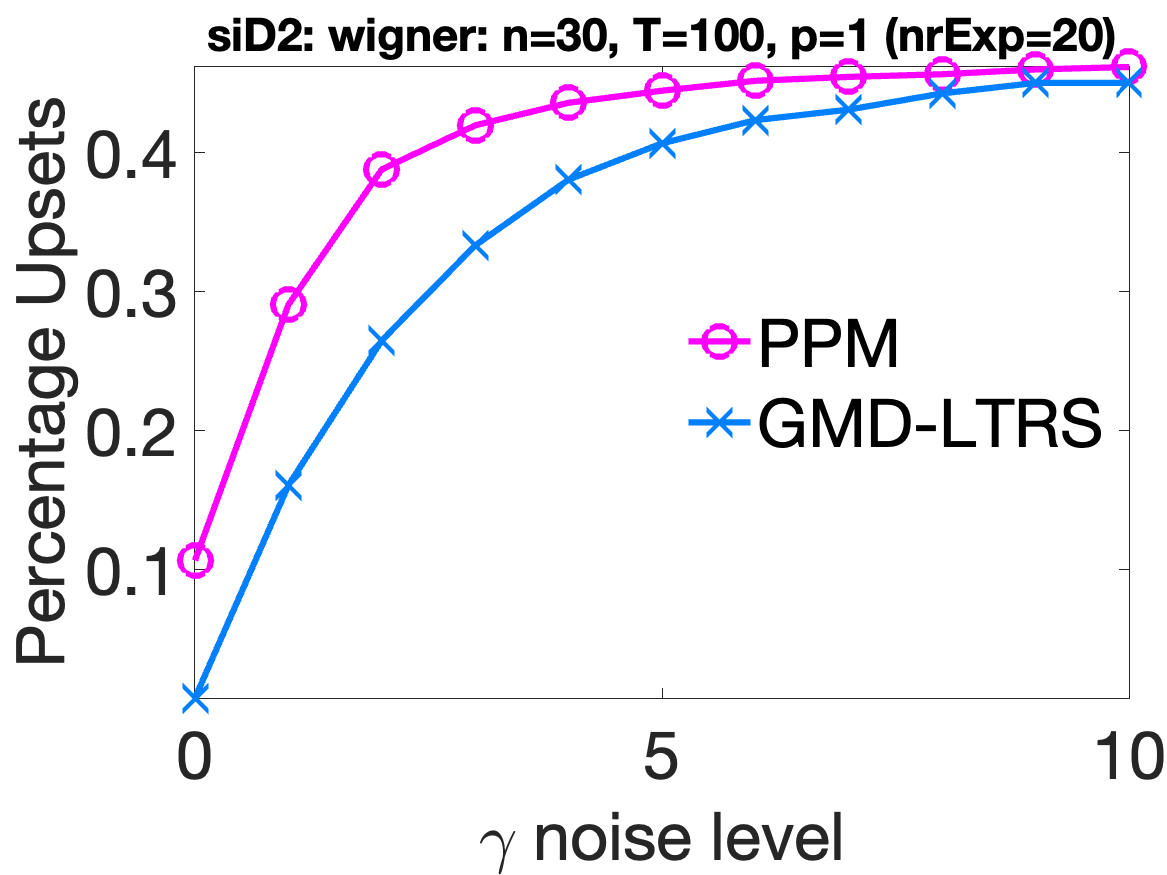 siD2: wigner: n=30, T=100, p=1 (nrExp=20)
Percentage Upsets
0.4
0.3
0.2
0.1
PPM
GMD-LTRS
0 5 10
γ noise level